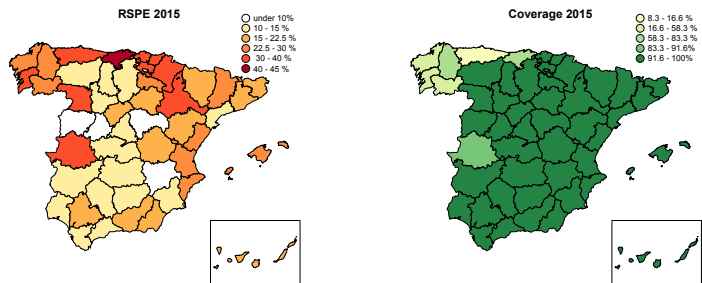 RSPE 2015
under 10%
10 - 15 %
15 - 22.5%
22.5 - 30 %
30 - 40 %
40 - 45 %
Coverage 2015
8.3 - 16.6 %
16.6 - 58.3%
58.3 - 83.3%
83.3 - 91.6%
91.6 - 100%